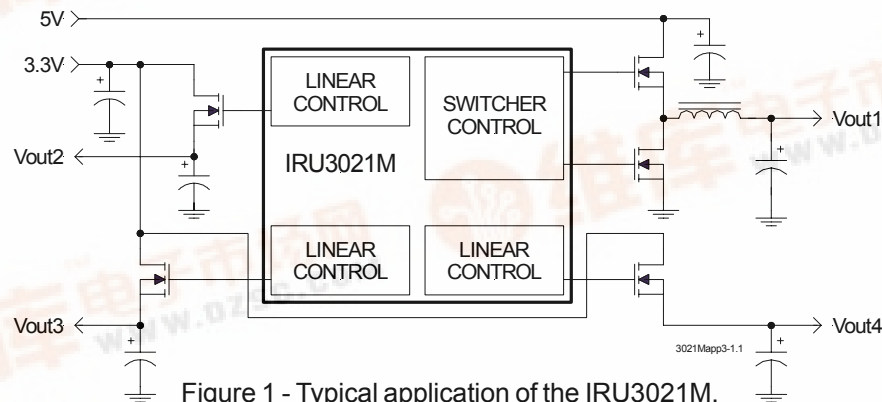 5V
3.3V
LINEAR
CONTROL
SWITCHER
CONTROL
Vout1
Vout2
IRU3021M
LINEAR
CONTROL
LINEAR
CONTROL
Vout3
Vout4
3021Mapp3-1.1
Figure 1 - Typical application of the IRU3021M.